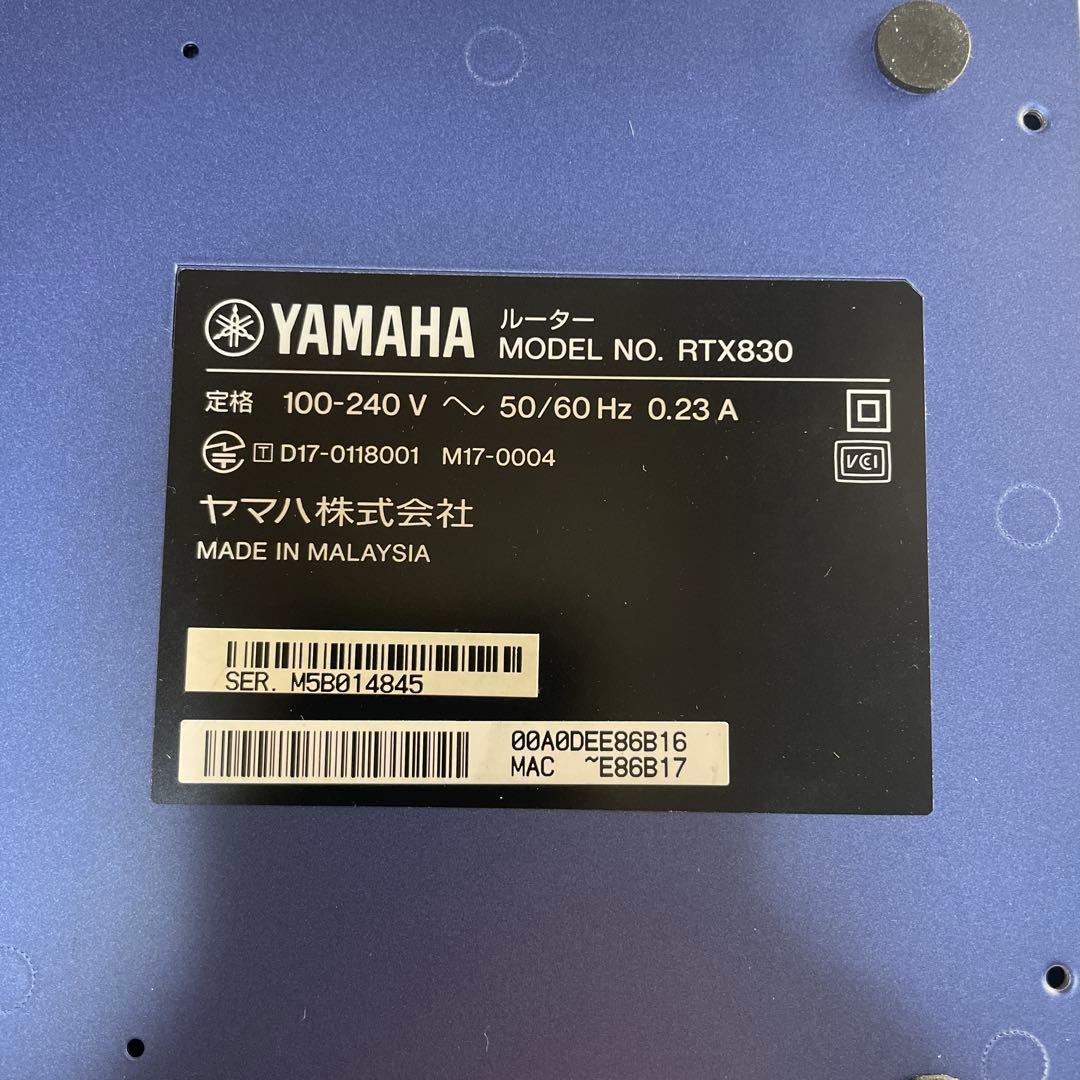 YAMAHA ルーター
MODEL NO. RTX830
定格 100-240 V ~ 50/60 Hz 0.23 A
T D17-0118001 M17-0004
VCI
ヤマハ株式会社
MADE IN MALAYSIA
SER. M5B014845
00A0DEE86B16
MAC ~E86B17